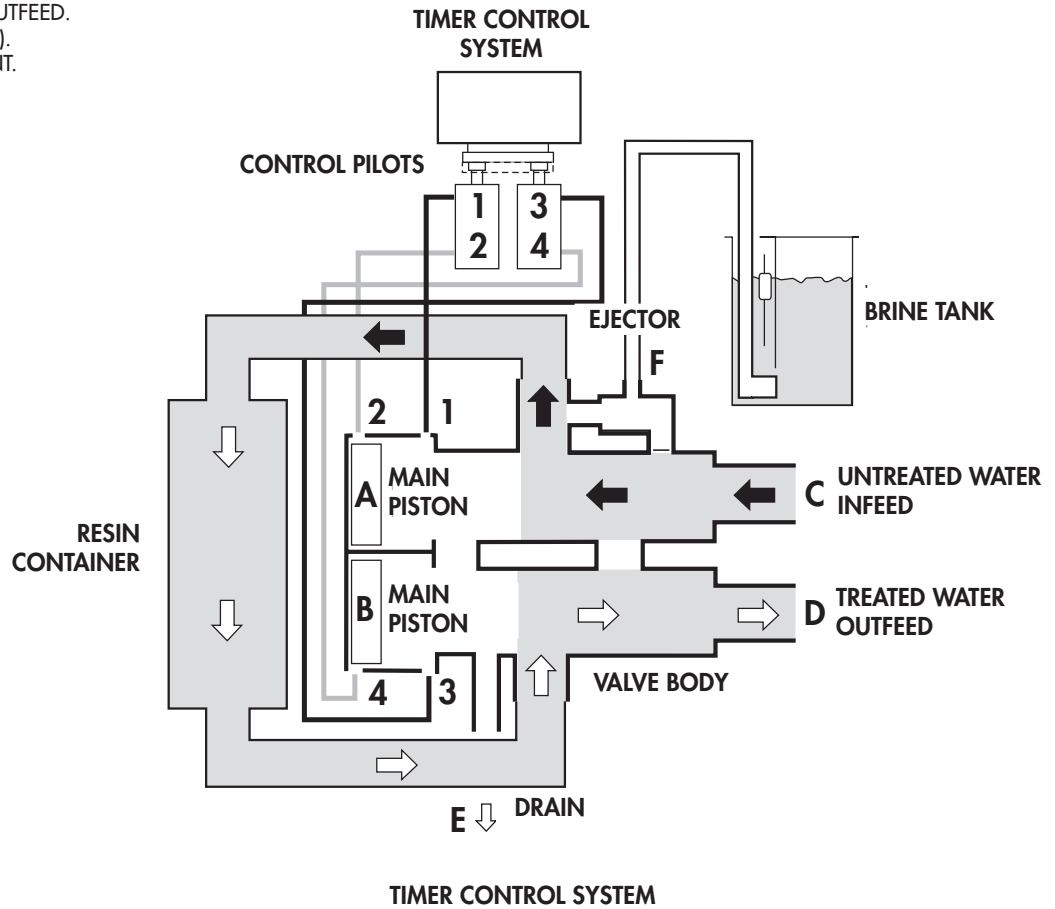 UTFEED.
).
TIMER CONTROL
SYSTEM
CONTROL PILOTS
1
3
2
4
BRINE TANK
EJECTOR
F
2
1
A
MAIN
PISTON
C
UNTREATED WATER
INFEED
RESIN
CONTAINER
B
MAIN
PISTON
D
TREATED WATER
OUTFEED
4
3
VALVE BODY
E
DRAIN
TIMER CONTROL SYSTEM